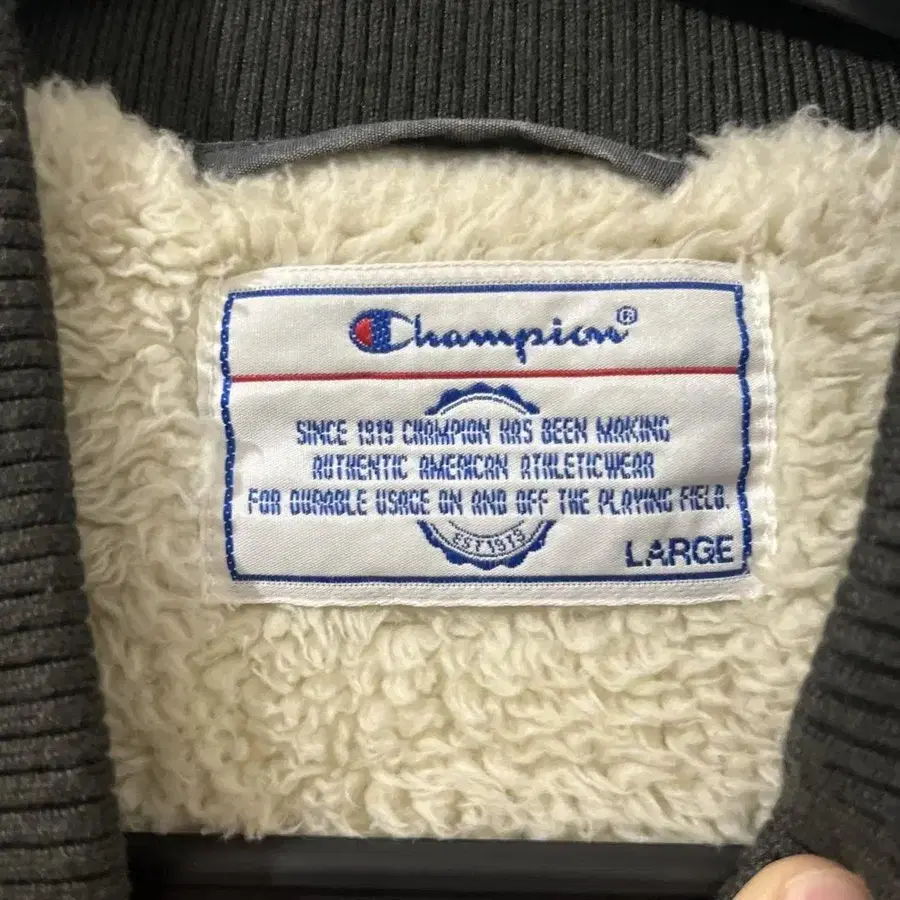 Champion®
SINCE 1919 CHAMPION HAS BEEN MAKING
AUTHENTIC AMERICAN ATHLETICWEAR
FOR DURABLE USAGE ON AND OFF THE PLAYING FIELD.
EST 1919
LARGE